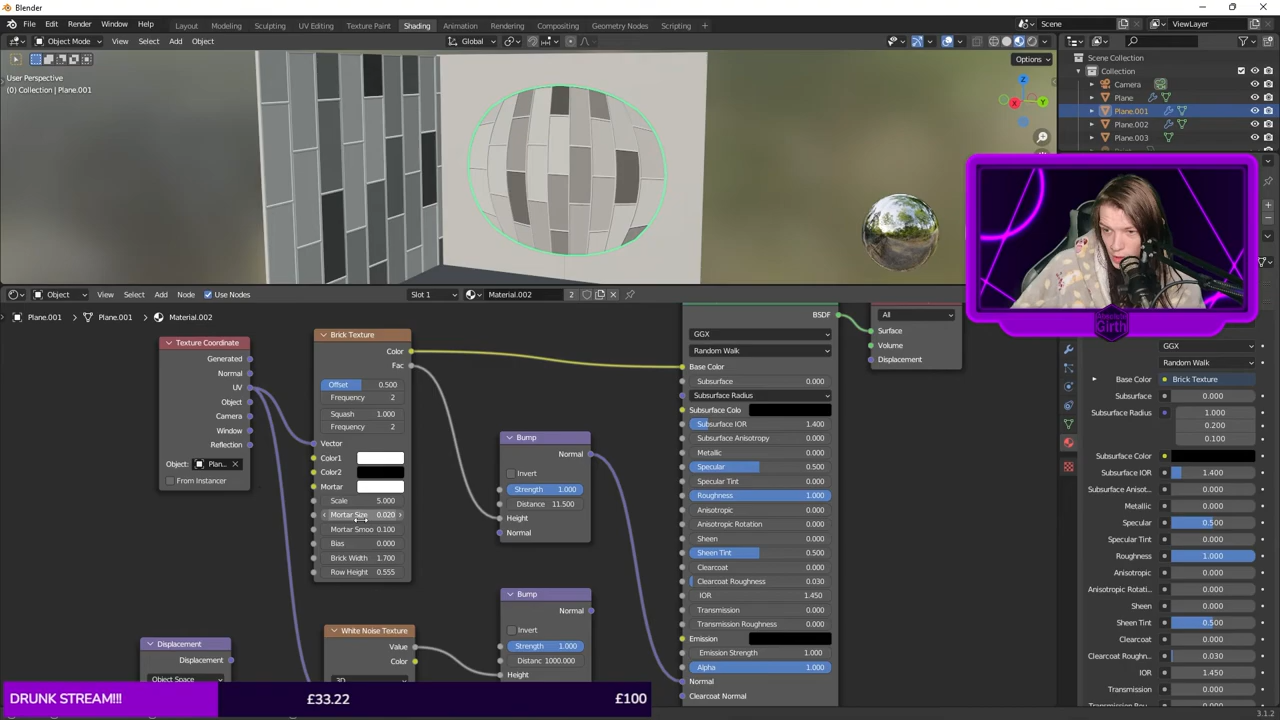 Blender
File Edit Render Window Help
Layout Modeling Sculpting UV Editing Texture Paint Shading Animation Rendering Compositing Geometry Nodes Scripting +
Scene
ViewLayer
Object Mode View Select Add Object
Global
Options
User Perspective
(0) Collection | Plane.001
X
Y
Z
Scene Collection
Collection
Camera
Plane
Plane.001
Plane.002
Plane.003
Object View Select Add Node Use Nodes
Slot 1
Material.002
2
Plane.001 > Plane.001 > Material.002
Texture Coordinate
Generated
Normal
UV
Object
Camera
Window
Reflection
Object: Plan...
From Instancer
Brick Texture
Color
Fac
Offset 0.500
Frequency 2
Squash 1.000
Frequency 2
Vector
Color1
Color2
Mortar
Scale 5.000
Mortar Size 0.020
Mortar Smoo 0.100
Bias 0.000
Brick Width 1.700
Row Height 0.555
Bump
Normal
Invert
Strength 1.000
Distance 11.500
Height
Normal
Bump
Normal
Invert
Strength 1.000
Distanc 1000.000
Height
White Noise Texture
Value
Color
3D
Displacement
Displacement
Object Space
BSDF
GGX
Random Walk
Base Color
Subsurface 0.000
Subsurface Radius
Subsurface Colo
Subsurface IOR 1.400
Subsurface Anisotropy 0.000
Metallic 0.000
Specular 0.500
Specular Tint 0.000
Roughness 1.000
Anisotropic 0.000
Anisotropic Rotation 0.000
Sheen 0.000
Sheen Tint 0.500
Clearcoat 0.000
Clearcoat Roughness 0.030
IOR 1.450
Transmission 0.000
Transmission Roughness 0.000
Emission
Emission Strength 1.000
Alpha 1.000
Normal
Clearcoat Normal
All
Surface
Volume
Displacement
Girth
GGX
Random Walk
Base Color Brick Texture
Subsurface 0.000
Subsurface Radius 1.000
0.200
0.100
Subsurface Color
Subsurface IOR 1.400
Subsurface Anisot... 0.000
Metallic 0.000
Specular 0.500
Specular Tint 0.000
Roughness 1.000
Anisotropic 0.000
Anisotropic Rotati... 0.000
Sheen 0.000
Sheen Tint 0.500
Clearcoat 0.000
Clearcoat Roughn... 0.030
IOR 1.450
Transmission 0.000
DRUNK STREAM!!! £33.22 £100
3.1.2